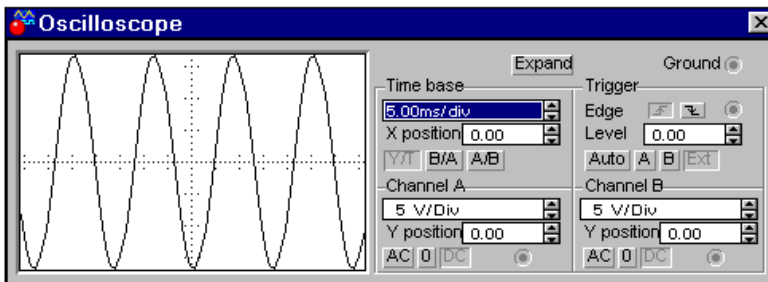 Oscilloscope
Expand Ground
Time base
5.00ms/div
X position 0.00
Y/T B/A A/B
Trigger
Edge
Level 0.00
Auto A B Ext
Channel A
5 V/Div
Y position 0.00
AC 0 DC
Channel B
5 V/Div
Y position 0.00
AC 0 DC